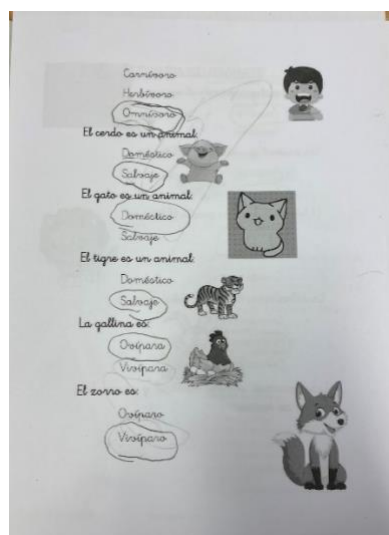 Carnívoro
Herbívoro
Omnívoro
El cerdo es un animal:
Doméstico
Salvaje
El gato es un animal:
Doméstico
Salvaje
El tigre es un animal:
Doméstico
Salvaje
La gallina es:
Ovípara
Vivípara
El zorro es:
Ovíparo
Vivíparo